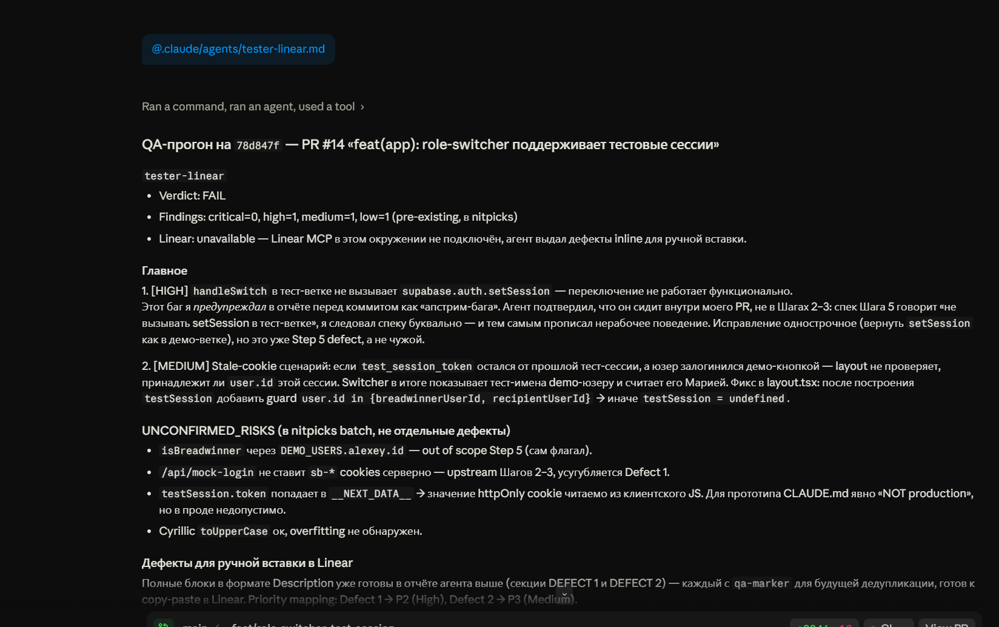 @.claude/agents/tester-linear.md
Ran a command, ran an agent, used a tool ›
QA-прогон на 78d847f — PR #14 «feat(app): role-switcher поддерживает тестовые сессии»
tester-linear
• Verdict: FAIL
• Findings: critical=0, high=1, medium=1, low=1 (pre-existing, в nitpicks)
• Linear: unavailable — Linear MCP в этом окружении не подключён, агент выдал дефекты inline для ручной вставки.
Главное
1. [HIGH] handleSwitch в тест-ветке не вызывает supabase.auth.setSession — переключение не работает функционально.
Этот баг я предупреждал в отчёте перед коммитом как «апстрим-бага». Агент подтвердил, что он сидит внутри моего PR, не в Шагах 2–3: спек Шага 5 говорит «не
вызывать setSession в тест-ветке», я следовал спеку буквально — и тем самым прописал нерабочее поведение. Исправление однострочное (вернуть setSession
как в демо-ветке), но это уже Step 5 defect, а не чужой.
2. [MEDIUM] Stale-cookie сценарий: если test_session_token остался от прошлой тест-сессии, а юзер залогинился демо-кнопкой — layout не проверяет,
принадлежит ли user.id этой сессии. Switcher в итоге показывает тест-имена demo-юзеру и считает его Марией. Фикс в layout.tsx: после построения
testSession добавить guard user.id in {breadwinnerUserId, recipientUserId} → иначе testSession = undefined.
UNCONFIRMED_RISKS (в nitpicks batch, не отдельные дефекты)
• isBreadwinner через DEMO_USERS.alexey.id — out of scope Step 5 (сам флагал).
• /api/mock-login не ставит sb-* cookies серверно — upstream Шагов 2–3, усугубляется Defect 1.
• testSession.token попадает в __NEXT_DATA__ → значение httpOnly cookie читаемо из клиентского JS. Для прототипа CLAUDE.md явно «NOT production»,
но в проде недопустимо.
• Cyrillic toUpperCase ок, overfitting не обнаружен.
Дефекты для ручной вставки в Linear
Полные блоки в формате Description уже готовы в отчёте агента выше (секции DEFECT 1 и DEFECT 2) — каждый с qa-marker для будущей дедупликации, готов к
copy-paste в Linear. Priority mapping: Defect 1 → P2 (High), Defect 2 → P3 (Medium).